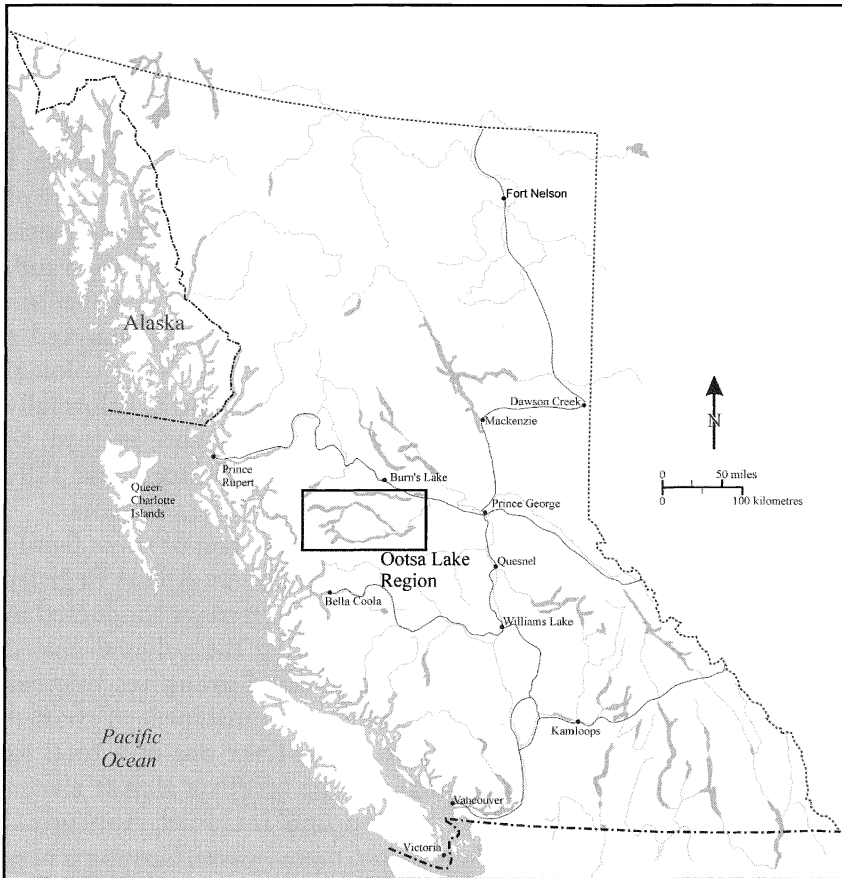 Fort Nelson
Alaska
Dawson Creek
Mackenzie
N
Prince
Rupert
Burn's Lake
0 50 miles
0 100 kilometres
Queen
Charlotte
Islands
Prince George
Ootsa Lake
Region
Quesnel
Bella Coola
Williams Lake
Kamloops
Pacific
Ocean
Vancouver
Victoria